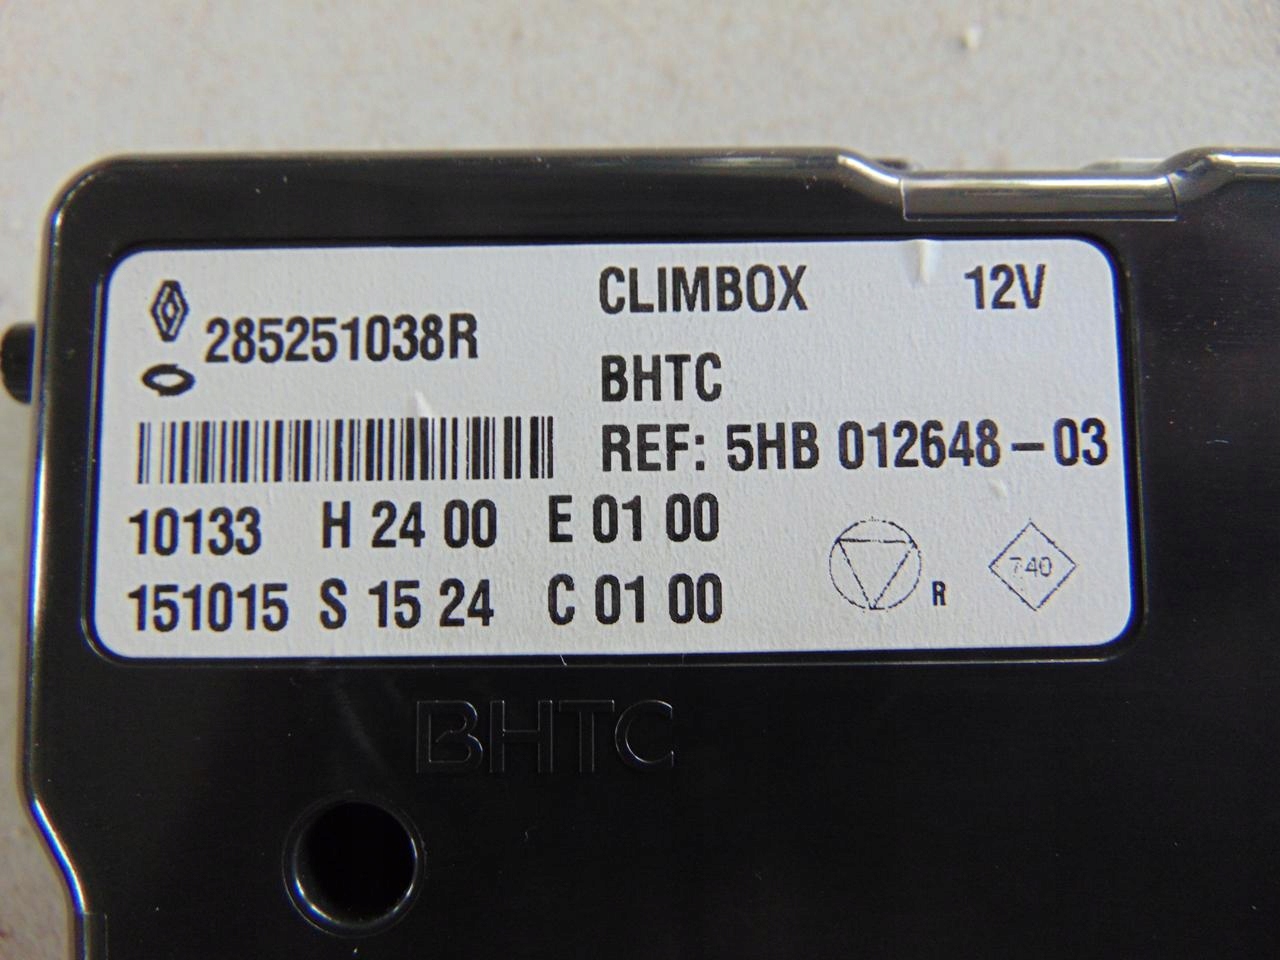 CLIMBOX 12V
285251038R
BHTC
REF: 5HB 012648-03
10133 H 24 00 E 01 00
151015 S 15 24 C 01 00
R
740
BHTC